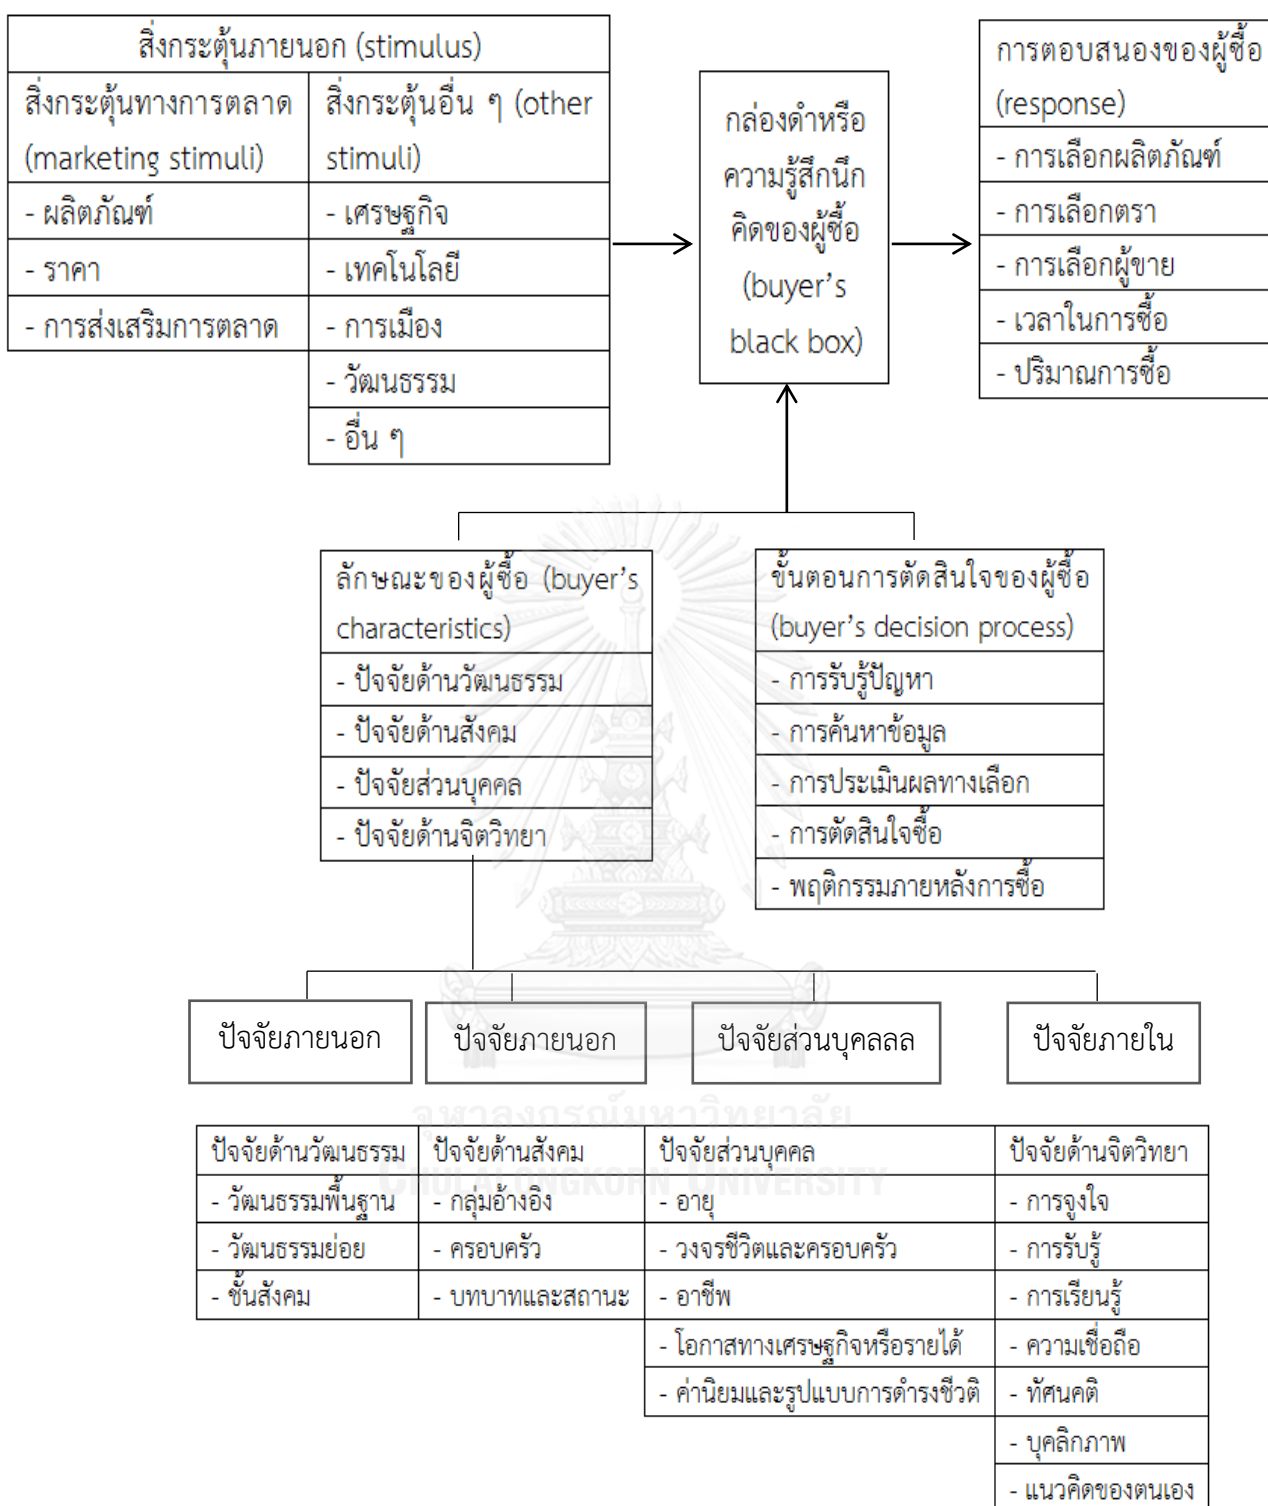 สิ่งกระตุ้นภายนอก (stimulus)
สิ่งกระตุ้นทางการตลาด
(marketing stimuli)
- ผลิตภัณฑ์
- ราคา
- การส่งเสริมการตลาด
สิ่งกระตุ้นอื่น ๆ (other
stimuli)
- เศรษฐกิจ
- เทคโนโลยี
- การเมือง
- วัฒนธรรม
- อื่น ๆ
กล่องดำหรือ
ความรู้สึกนึก
คิดของผู้ซื้อ
(buyer's
black box)
การตอบสนองของผู้ซื้อ
(response)
- การเลือกผลิตภัณฑ์
- การเลือกตรา
- การเลือกผู้ขาย
- เวลาในการซื้อ
- ปริมาณการซื้อ
ลักษณะของผู้ซื้อ (buyer's
characteristics)
- ปัจจัยด้านวัฒนธรรม
- ปัจจัยด้านสังคม
- ปัจจัยส่วนบุคคล
- ปัจจัยด้านจิตวิทยา
ขั้นตอนการตัดสินใจของผู้ซื้อ
(buyer's decision process)
- การรับรู้ปัญหา
- การค้นหาข้อมูล
- การประเมินผลทางเลือก
- การตัดสินใจซื้อ
- พฤติกรรมภายหลังการซื้อ
ปัจจัยภายนอก
ปัจจัยภายนอก
ปัจจัยส่วนบุคลลล
ปัจจัยภายใน
จุฬาลงกรณ์มหาวิทยาลัย
CHULALONGKORN UNIVERSITY
ปัจจัยด้านวัฒนธรรม
- วัฒนธรรมพื้นฐาน
- วัฒนธรรมย่อย
- ชั้นสังคม
ปัจจัยด้านสังคม
- กลุ่มอ้างอิง
- ครอบครัว
- บทบาทและสถานะ
ปัจจัยส่วนบุคคล
- อายุ
- วงจรชีวิตและครอบครัว
- อาชีพ
- โอกาสทางเศรษฐกิจหรือรายได้
- ค่านิยมและรูปแบบการดำรงชีวติ
ปัจจัยด้านจิตวิทยา
- การจูงใจ
- การรับรู้
- การเรียนรู้
- ความเชื่อถือ
- ทัศนคติ
- บุคลิกภาพ
- แนวคิดของตนเอง